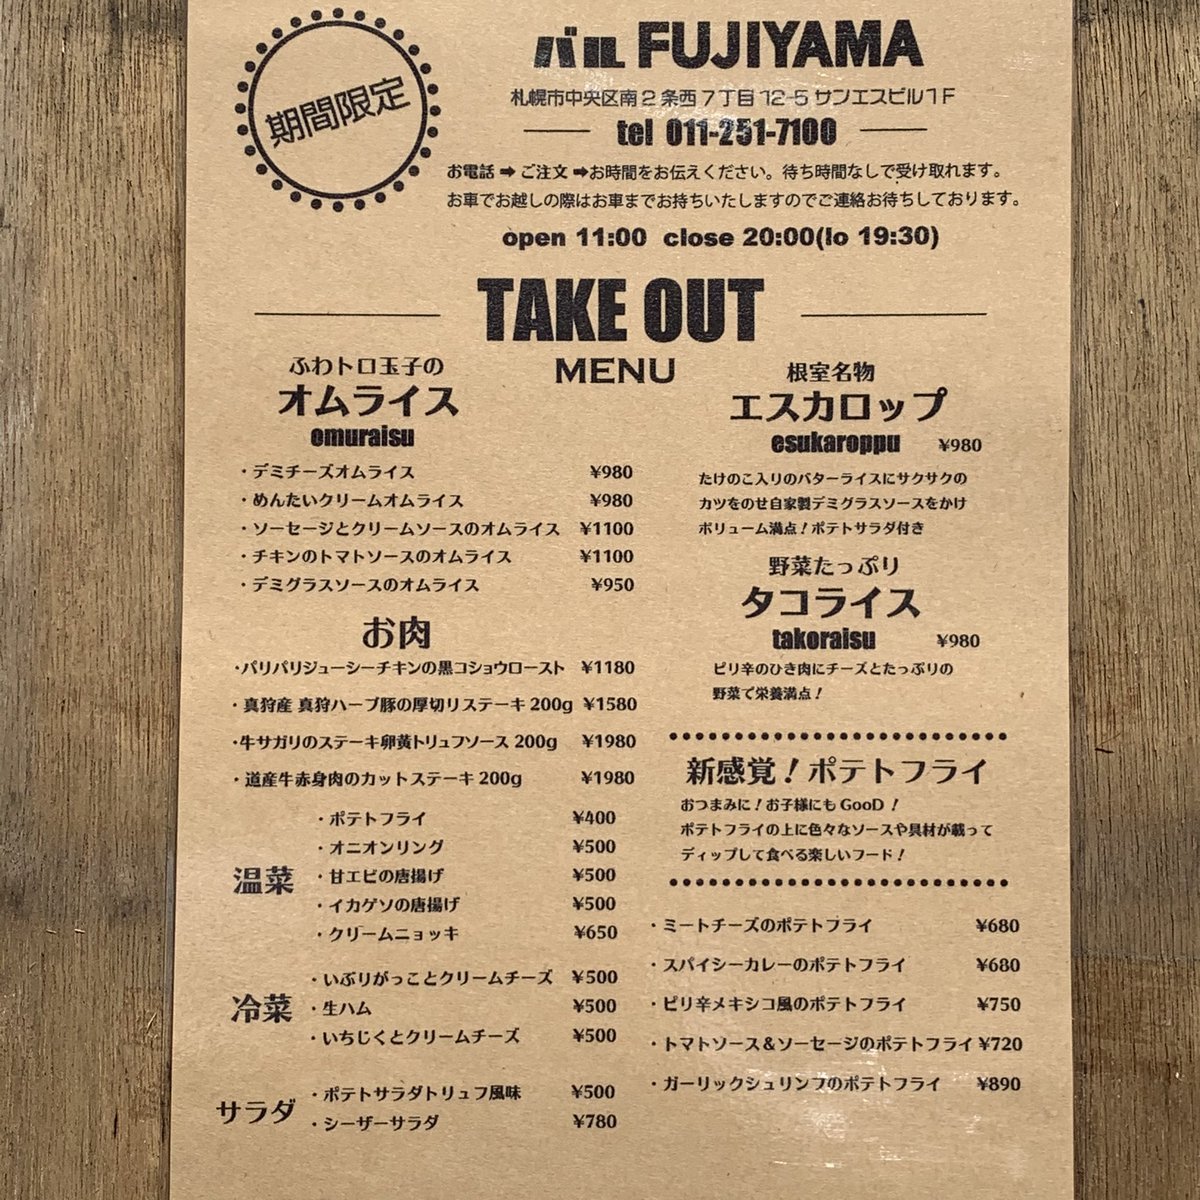 期間限定
バル FUJIYAMA
札幌市中央区南2条西7丁目12-5 サンエスビル1F
tel 011-251-7100
お電話➡ご注文➡お時間をお伝えください。待ち時間なしで受け取れます。
お車でお越しの際はお車までお持ちいたしますのでご連絡お待ちしております。
open 11:00 close 20:00(lo 19:30)
TAKE OUT
MENU
ふわトロ玉子の
オムライス
omuraisu
・デミチーズオムライス ¥980
・めんたいクリームオムライス ¥980
・ソーセージとクリームソースのオムライス ¥1100
・チキンのトマトソースのオムライス ¥1100
・デミグラスソースのオムライス ¥950
お肉
・パリパリジューシーチキンの黒コショウロースト ¥1180
・真狩産 真狩ハーブ豚の厚切リステーキ 200g ¥1580
・牛サガリのステーキ卵黄トリュフソース 200g ¥1980
・道産牛赤身肉のカットステーキ 200g ¥1980
温菜
・ポテトフライ ¥400
・オニオンリング ¥500
・甘エビの唐揚げ ¥500
・イカゲソの唐揚げ ¥500
・クリームニョッキ ¥650
冷菜
・いぶりがっことクリームチーズ ¥500
・生ハム ¥500
・いちじくとクリームチーズ ¥500
サラダ
・ポテトサラダトリュフ風味 ¥500
・シーザーサラダ ¥780
根室名物
エスカロップ
esukaroppu ¥980
たけのこ入りのバターライスにサクサクの
カツをのせ自家製デミグラスソースをかけ
ボリューム満点！ポテトサラダ付き
野菜たっぷり
タコライス
takoraisu ¥980
ピリ辛のひき肉にチーズとたっぷりの
野菜で栄養満点！
新感覚！ポテトフライ
おつまみに！お子様にも GooD！
ポテトフライの上に色々なソースや具材が載って
ディップして食べる楽しいフード！
・ミートチーズのポテトフライ ¥680
・スパイシーカレーのポテトフライ ¥680
・ピリ辛メキシコ風のポテトフライ ¥750
・トマトソース＆ソーセージのポテトフライ ¥720
・ガーリックシュリンプのポテトフライ ¥890